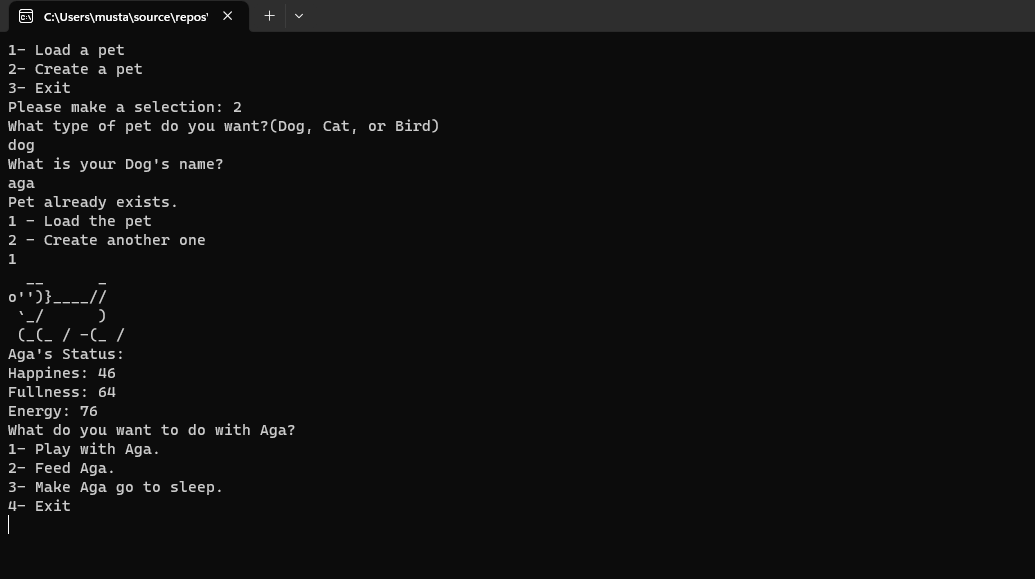 C:\Users\musta\source\repos'
1- Load a pet
2- Create a pet
3- Exit
Please make a selection: 2
What type of pet do you want?(Dog, Cat, or Bird)
dog
What is your Dog's name?
aga
Pet already exists.
1 - Load the pet
2 - Create another one
1
  __      _
o'')}____//
 `_/      )
 (_(_ / -(_ /
Aga's Status:
Happines: 46
Fullness: 64
Energy: 76
What do you want to do with Aga?
1- Play with Aga.
2- Feed Aga.
3- Make Aga go to sleep.
4- Exit